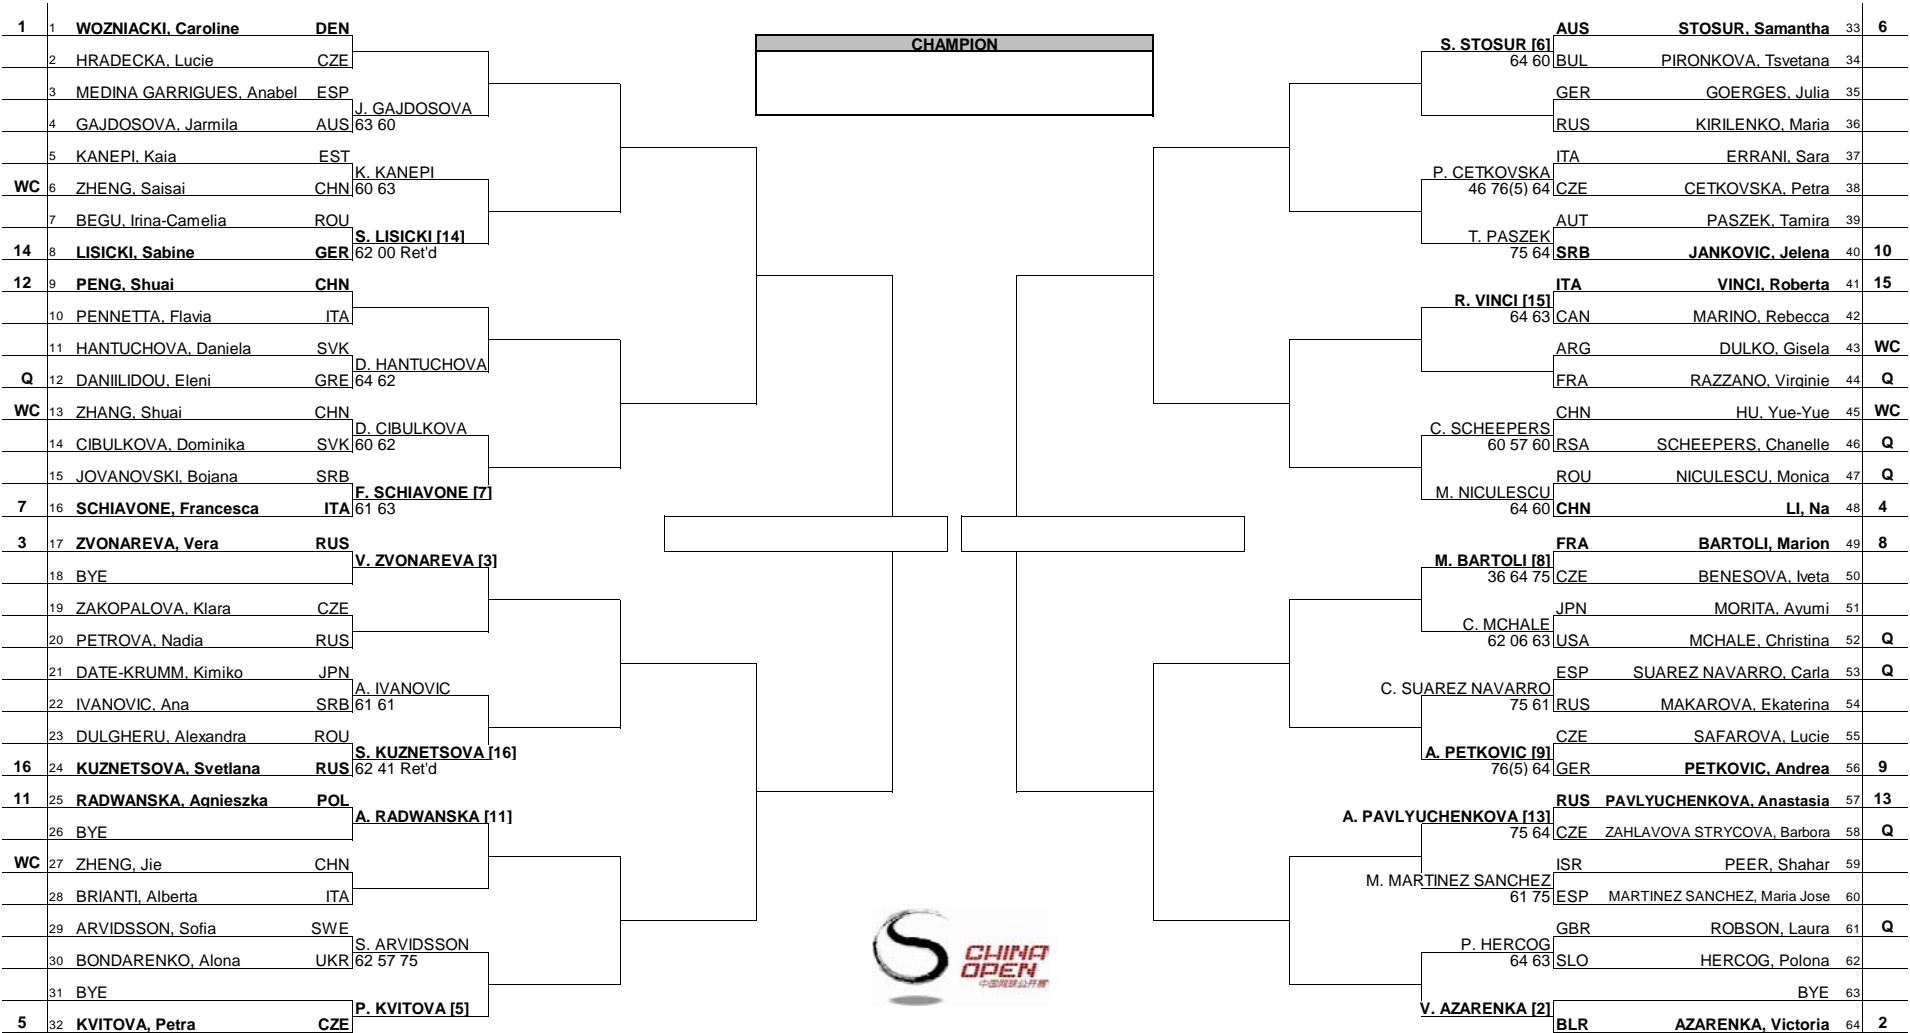 CHAMPION
1 1 WOZNIACKI, Caroline DEN
2 HRADECKA, Lucie CZE
3 MEDINA GARRIGUES, Anabel ESP
J. GAJDOSOVA
4 GAJDOSOVA, Jarmila AUS 63 60
5 KANEPI, Kaia EST
K. KANEPI
WC 6 ZHENG, Saisai CHN 60 63
7 BEGU, Irina-Camelia ROU
S. LISICKI [14]
14 8 LISICKI, Sabine GER 62 00 Ret'd
12 9 PENG, Shuai CHN
10 PENNETTA, Flavia ITA
11 HANTUCHOVA, Daniela SVK
D. HANTUCHOVA
Q 12 DANIILIDOU, Eleni GRE 64 62
WC 13 ZHANG, Shuai CHN
D. CIBULKOVA
14 CIBULKOVA, Dominika SVK 60 62
15 JOVANOVSKI, Bojana SRB
F. SCHIAVONE [7]
7 16 SCHIAVONE, Francesca ITA 61 63
3 17 ZVONAREVA, Vera RUS
V. ZVONAREVA [3]
18 BYE
19 ZAKOPALOVA, Klara CZE
20 PETROVA, Nadia RUS
21 DATE-KRUMM, Kimiko JPN
A. IVANOVIC
22 IVANOVIC, Ana SRB 61 61
23 DULGHERU, Alexandra ROU
S. KUZNETSOVA [16]
16 24 KUZNETSOVA, Svetlana RUS 62 41 Ret'd
11 25 RADWANSKA, Agnieszka POL
A. RADWANSKA [11]
26 BYE
WC 27 ZHENG, Jie CHN
28 BRIANTI, Alberta ITA
29 ARVIDSSON, Sofia SWE
S. ARVIDSSON
30 BONDARENKO, Alona UKR 62 57 75
31 BYE
P. KVITOVA [5]
5 32 KVITOVA, Petra CZE
AUS STOSUR, Samantha 33 6
S. STOSUR [6]
64 60 BUL PIRONKOVA, Tsvetana 34
GER GOERGES, Julia 35
RUS KIRILENKO, Maria 36
ITA ERRANI, Sara 37
P. CETKOVSKA
46 76(5) 64 CZE CETKOVSKA, Petra 38
AUT PASZEK, Tamira 39
T. PASZEK
75 64 SRB JANKOVIC, Jelena 40 10
ITA VINCI, Roberta 41 15
R. VINCI [15]
64 63 CAN MARINO, Rebecca 42
ARG DULKO, Gisela 43 WC
FRA RAZZANO, Virginie 44 Q
CHN HU, Yue-Yue 45 WC
C. SCHEEPERS
60 57 60 RSA SCHEEPERS, Chanelle 46 Q
ROU NICULESCU, Monica 47 Q
M. NICULESCU
64 60 CHN LI, Na 48 4
FRA BARTOLI, Marion 49 8
M. BARTOLI [8]
36 64 75 CZE BENESOVA, Iveta 50
JPN MORITA, Ayumi 51
C. MCHALE
62 06 63 USA MCHALE, Christina 52 Q
ESP SUAREZ NAVARRO, Carla 53 Q
C. SUAREZ NAVARRO
75 61 RUS MAKAROVA, Ekaterina 54
CZE SAFAROVA, Lucie 55
A. PETKOVIC [9]
76(5) 64 GER PETKOVIC, Andrea 56 9
RUS PAVLYUCHENKOVA, Anastasia 57 13
A. PAVLYUCHENKOVA [13]
75 64 CZE ZAHLAVOVA STRYCOVA, Barbora 58 Q
ISR PEER, Shahar 59
M. MARTINEZ SANCHEZ
61 75 ESP MARTINEZ SANCHEZ, Maria Jose 60
GBR ROBSON, Laura 61 Q
P. HERCOG
64 63 SLO HERCOG, Polona 62
BYE 63
V. AZARENKA [2]
BLR AZARENKA, Victoria 64 2
CHINA
OPEN
中国网球公开赛